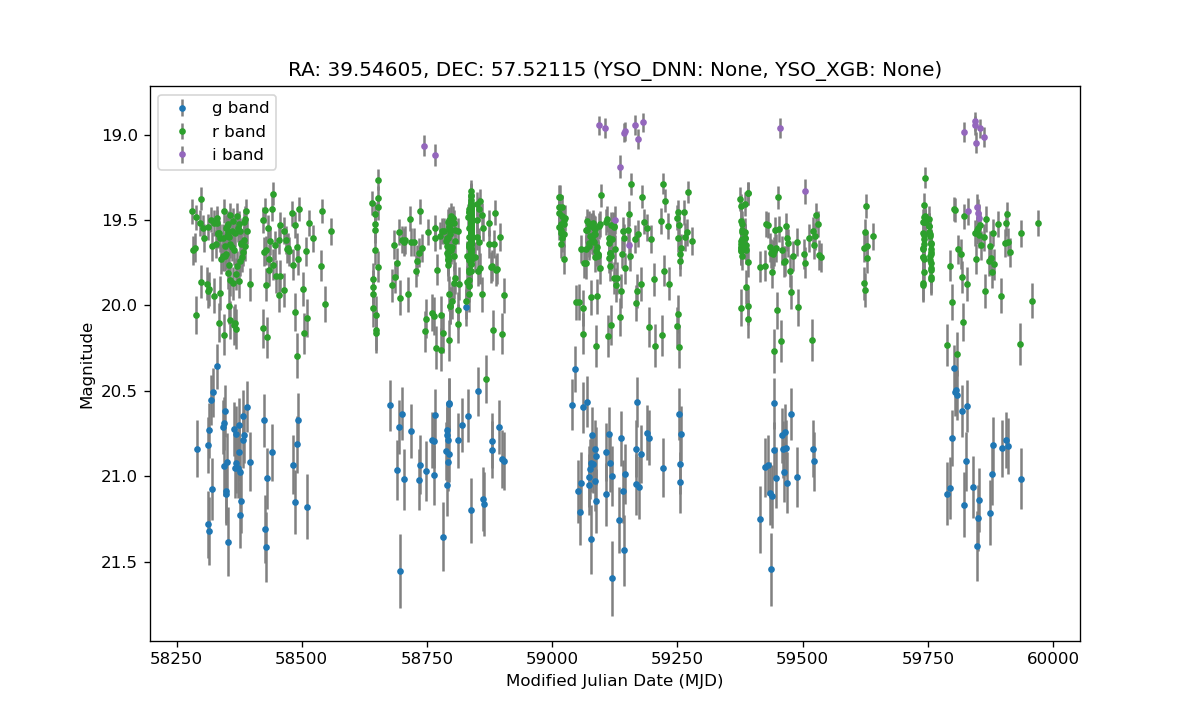 RA: 39.54605, DEC: 57.52115 (YSO_DNN: None, YSO_XGB: None)
g band
r band
i band
19.0
19.5
20.0
20.5
21.0
21.5
Magnitude
58250 58500 58750 59000 59250 59500 59750 60000
Modified Julian Date (MJD)